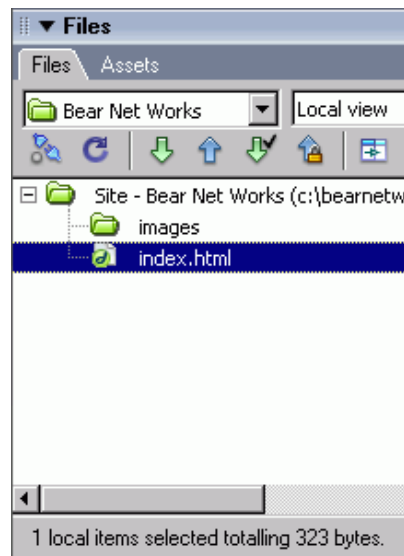 Files
Files Assets
Bear Net Works Local view
Site - Bear Net Works (c:\bearnetw
images
index.html
1 local items selected totalling 323 bytes.